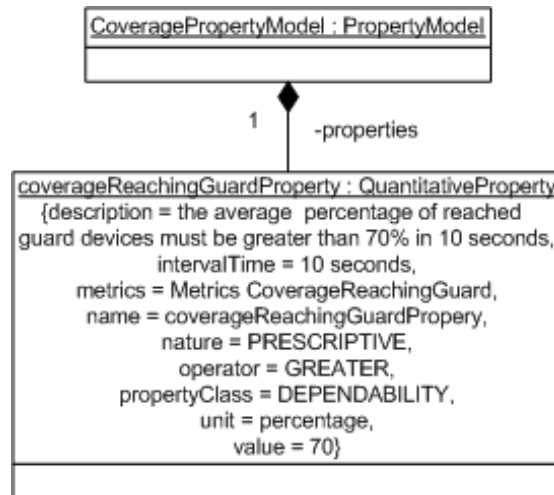 CoveragePropertyModel : PropertyModel
1
-properties
coverageReachingGuardProperty : QuantitativeProperty
{description = the average percentage of reached
guard devices must be greater than 70% in 10 seconds,
intervalTime = 10 seconds,
metrics = Metrics CoverageReachingGuard,
name = coverageReachingGuardPropery,
nature = PRESCRIPTIVE,
operator = GREATER,
propertyClass = DEPENDABILITY,
unit = percentage,
value = 70}